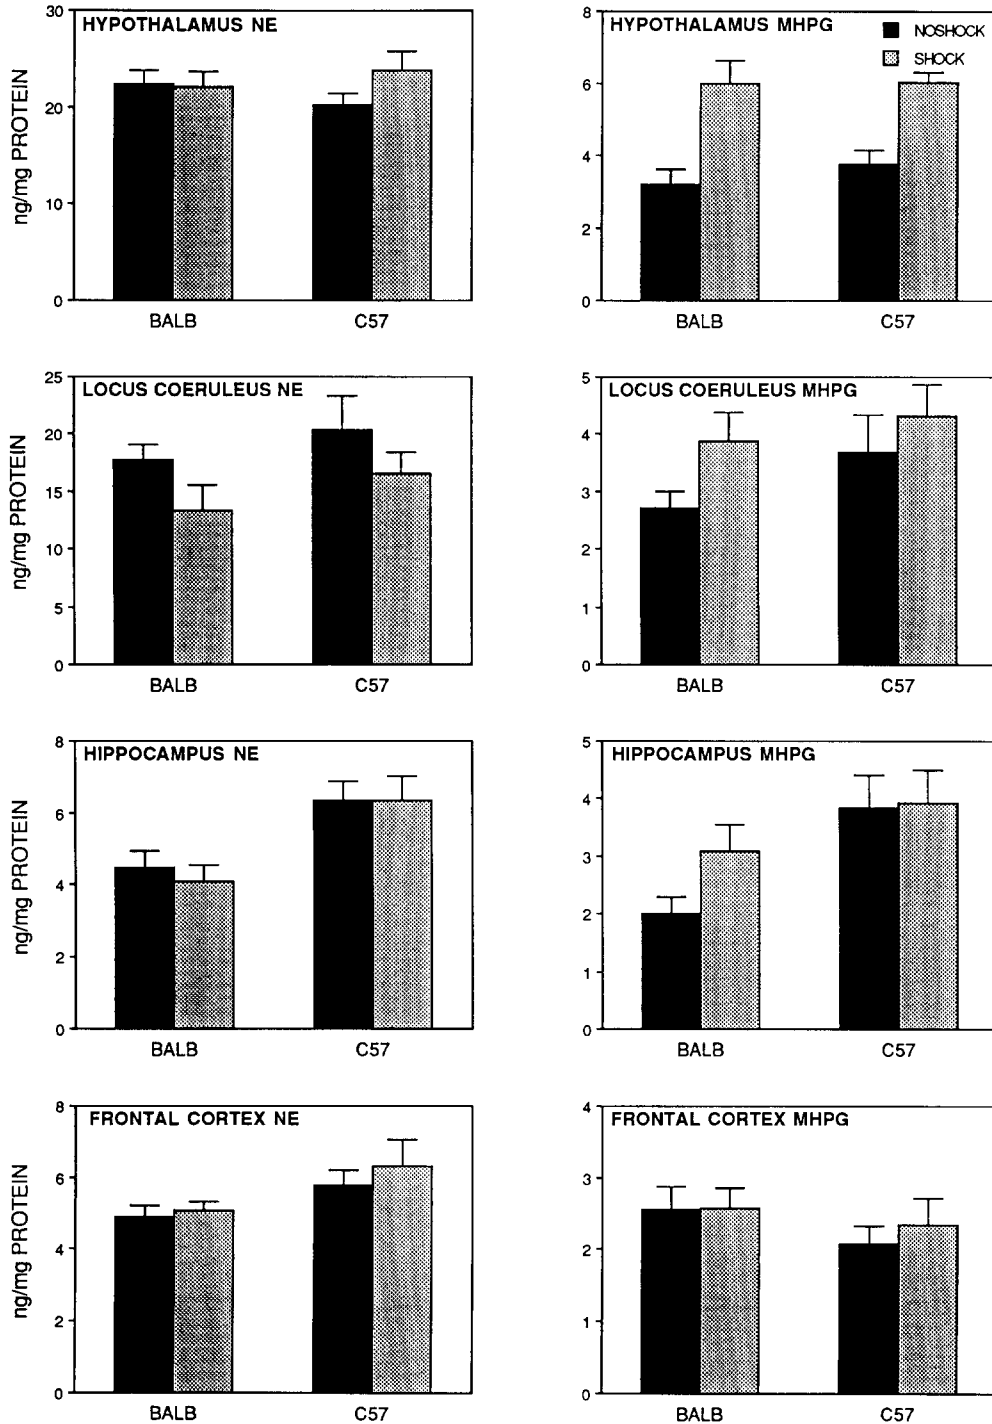 HYPOTHALAMUS NE
30
20
10
0
ng/mg PROTEIN
BALB
C57
HYPOTHALAMUS MHPG
NOSHOCK
SHOCK
8
6
4
2
0
BALB
C57
LOCUS COERULEUS NE
25
20
15
10
5
0
ng/mg PROTEIN
BALB
C57
LOCUS COERULEUS MHPG
5
4
3
2
1
0
BALB
C57
HIPPOCAMPUS NE
8
6
4
2
0
ng/mg PROTEIN
BALB
C57
HIPPOCAMPUS MHPG
5
4
3
2
1
0
BALB
C57
FRONTAL CORTEX NE
8
6
4
2
0
ng/mg PROTEIN
BALB
C57
FRONTAL CORTEX MHPG
4
3
2
1
0
BALB
C57